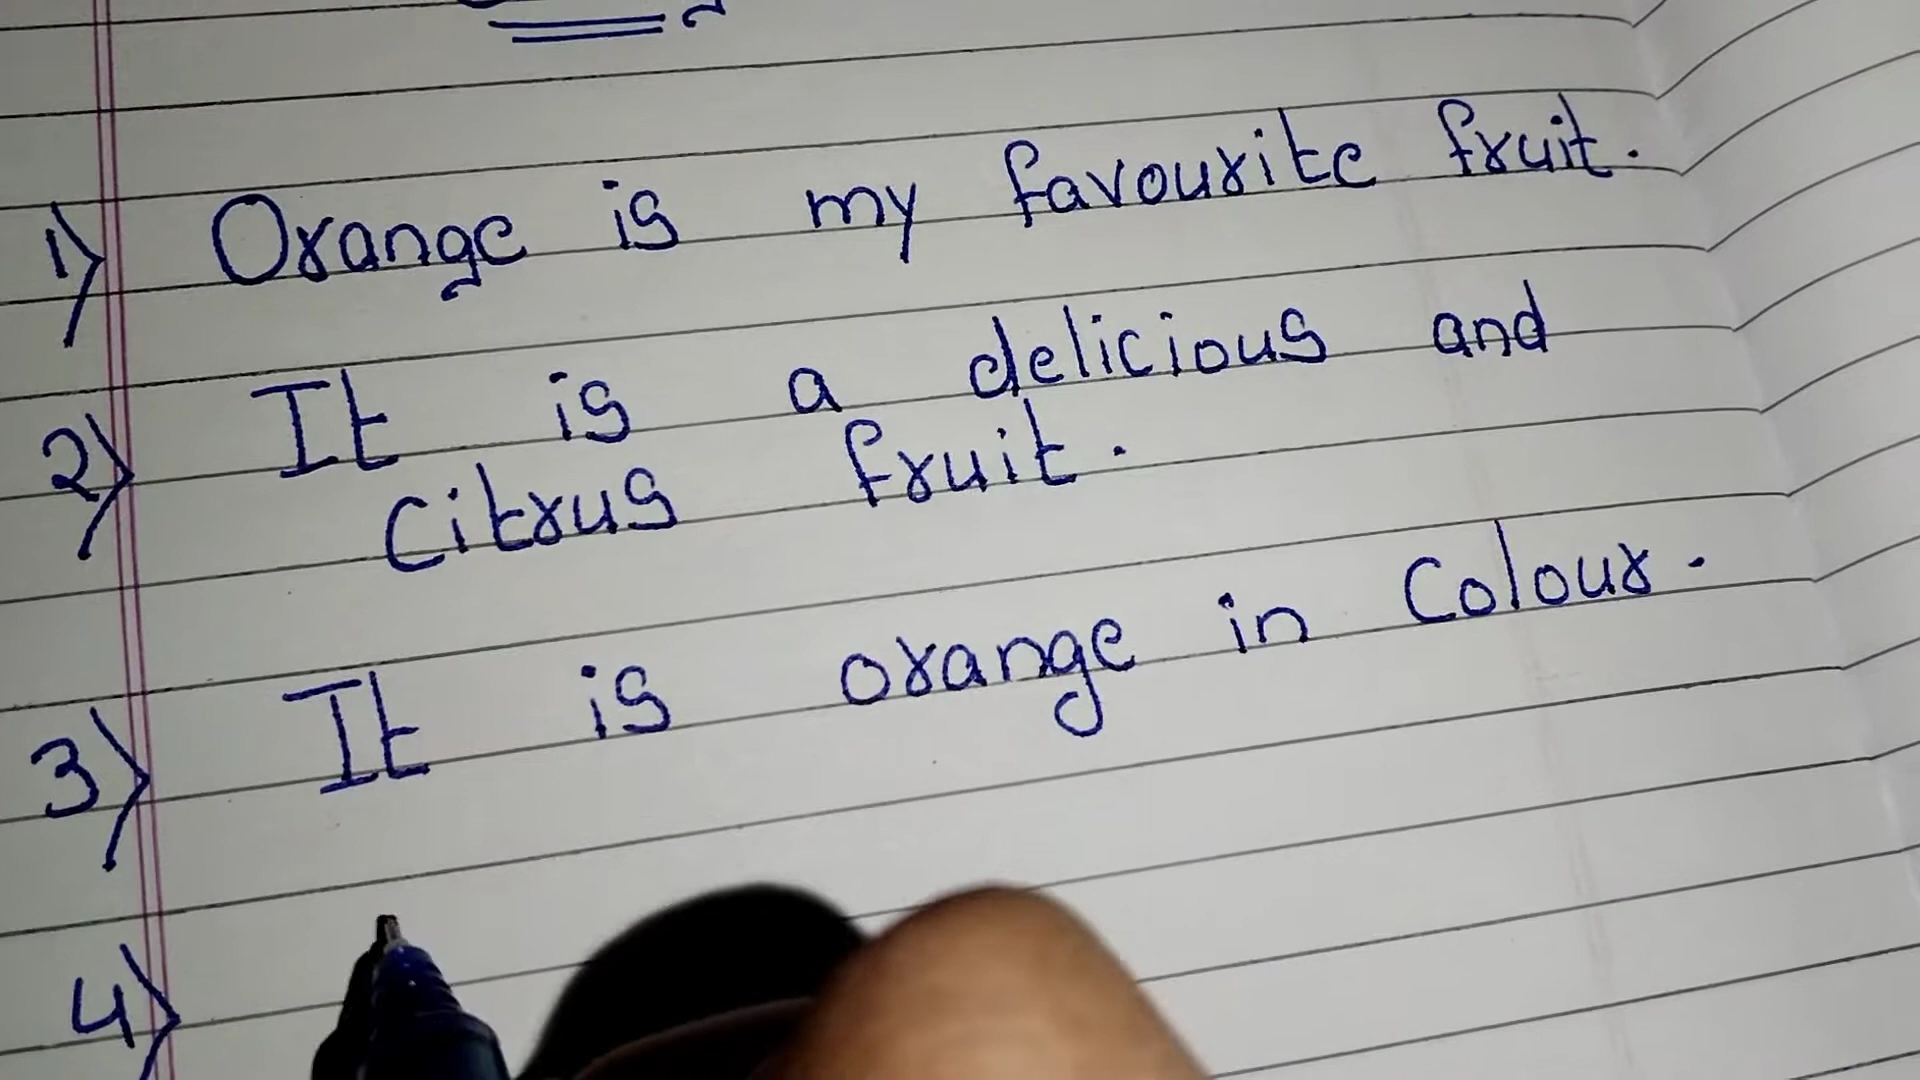 1) Orange is my favourite fruit.
2) It is a delicious and
Citrus fruit.
3) It is orange in Colour.
4)